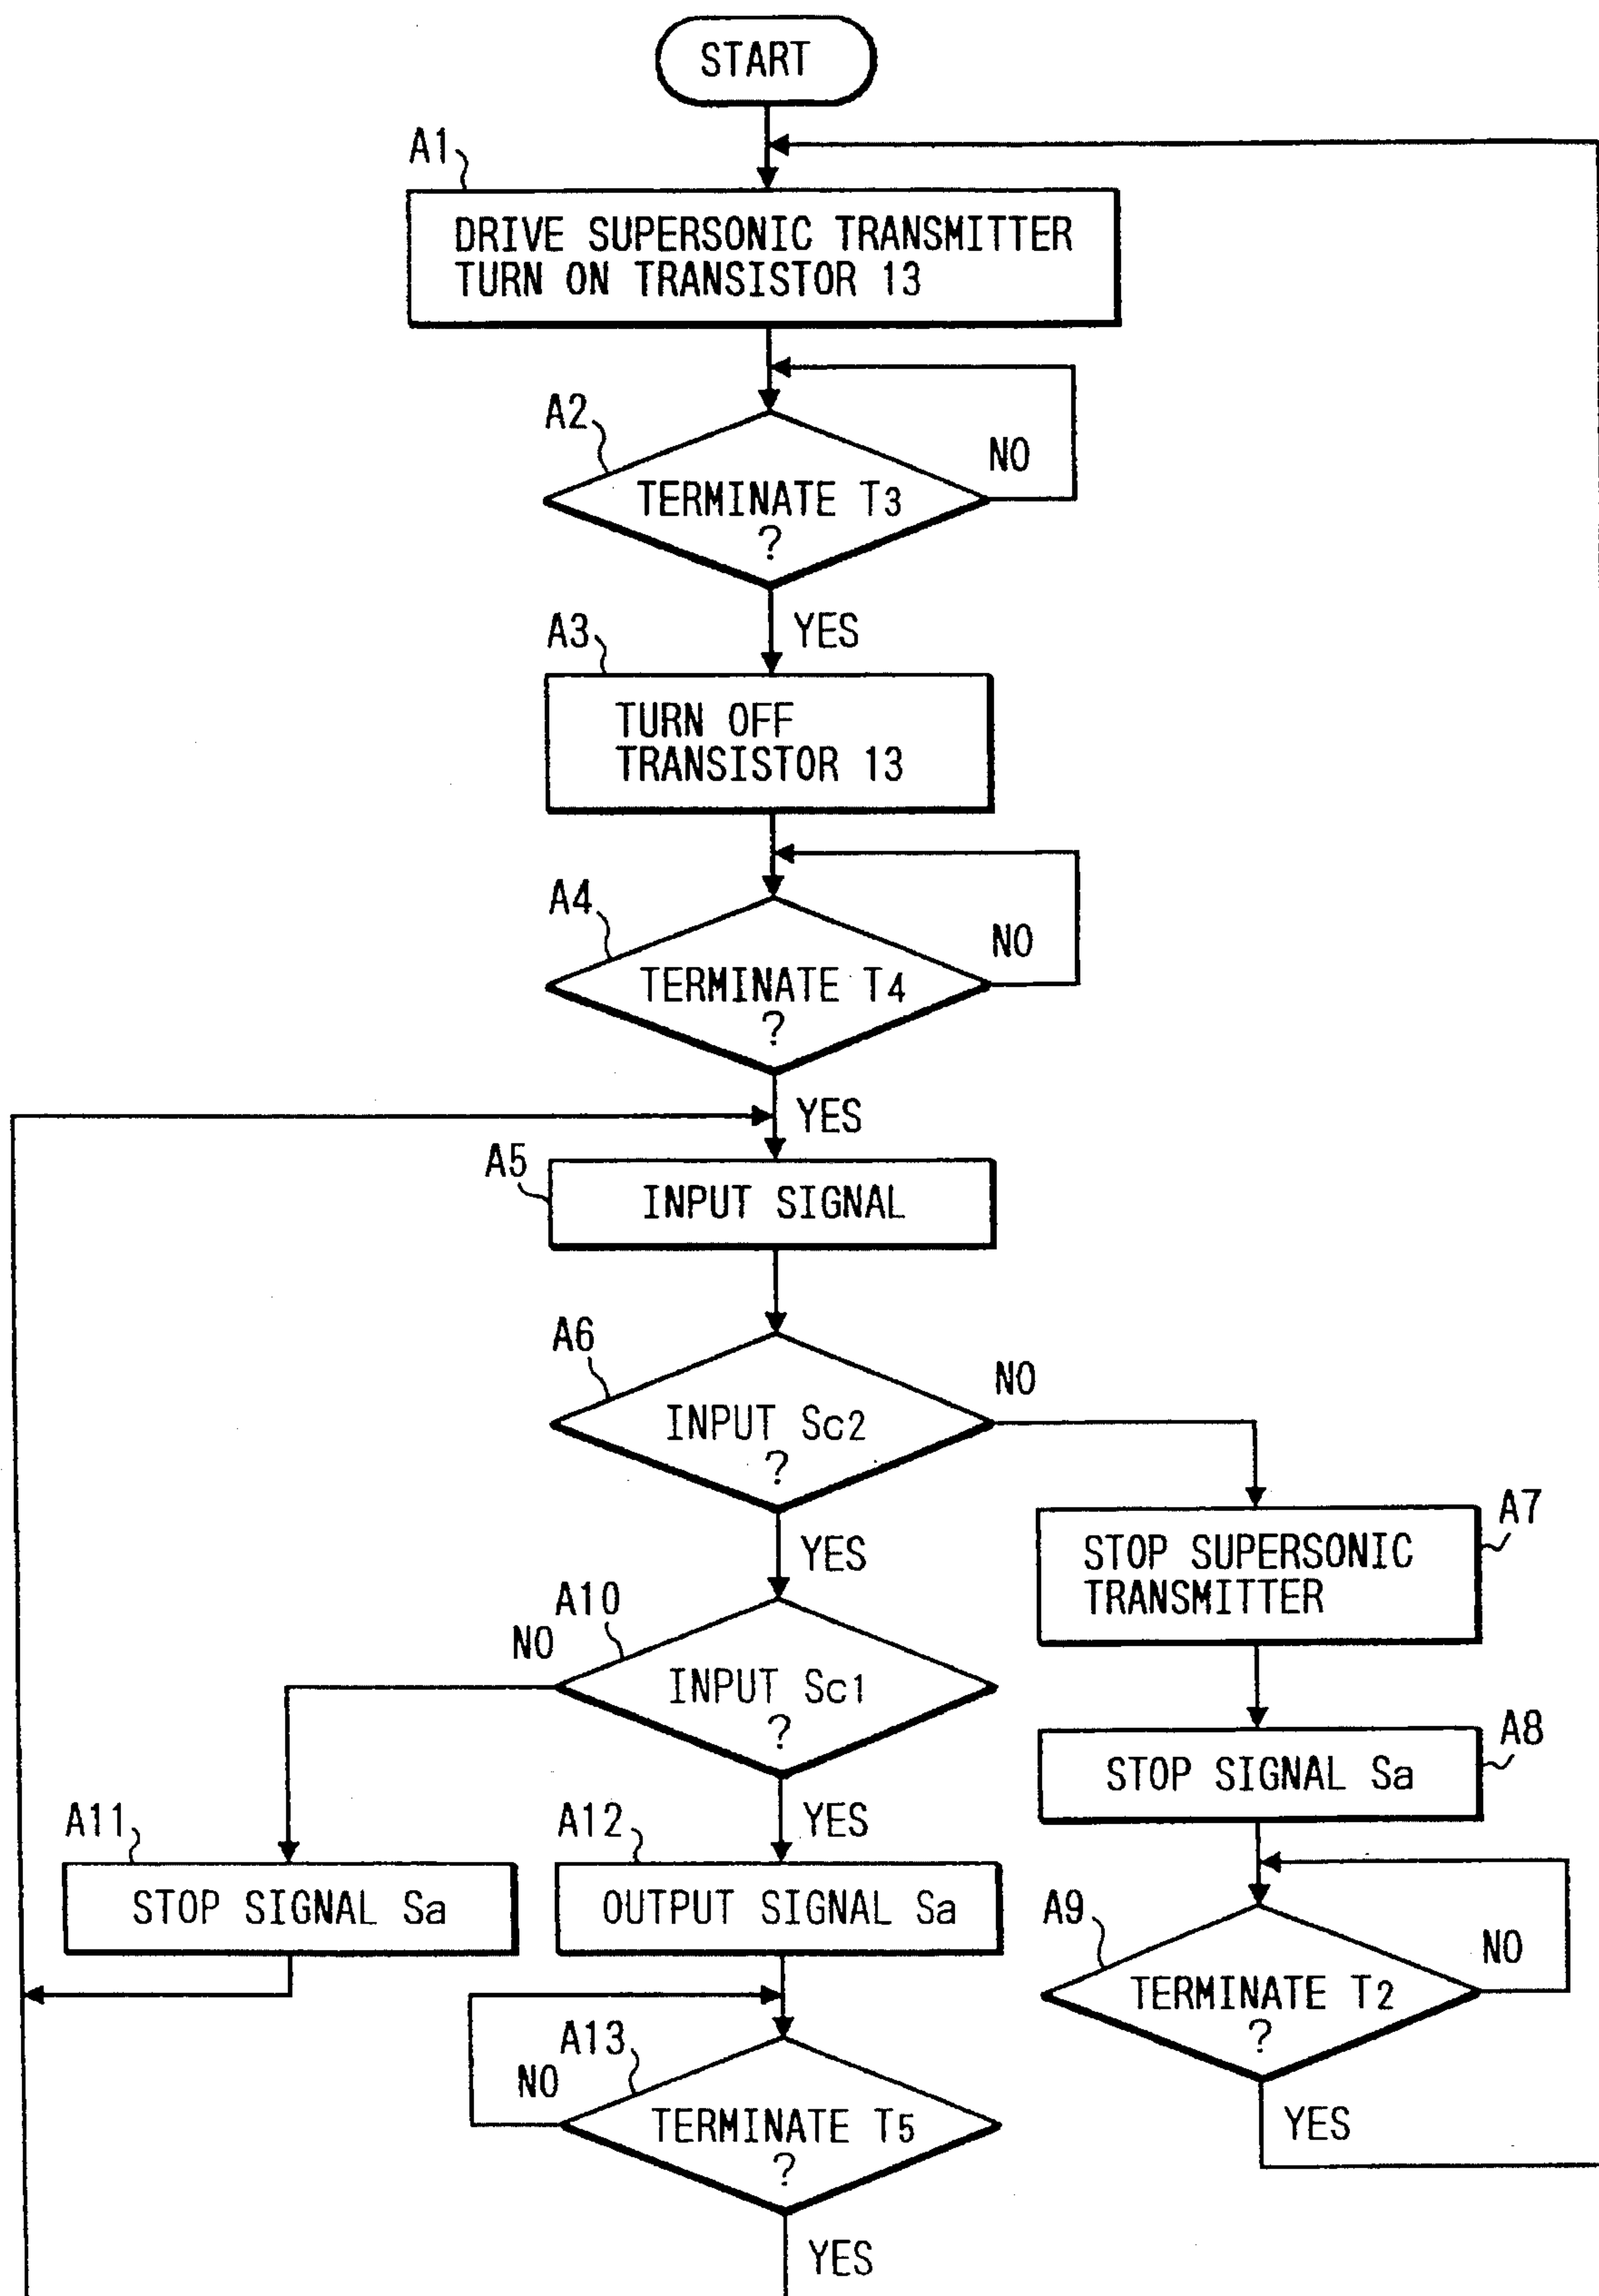 START
A1
DRIVE SUPERSONIC TRANSMITTER
TURN ON TRANSISTOR 13
A2
NO
TERMINATE T3
?
YES
A3
TURN OFF
TRANSISTOR 13
A4
NO
TERMINATE T4
?
YES
A5
INPUT SIGNAL
A6
NO
INPUT Sc2
?
YES
A7
STOP SUPERSONIC
TRANSMITTER
A10
NO
INPUT Sc1
?
YES
A8
STOP SIGNAL Sa
A11
STOP SIGNAL Sa
A12
OUTPUT SIGNAL Sa
A9
NO
TERMINATE T2
?
YES
A13
NO
TERMINATE T5
?
YES